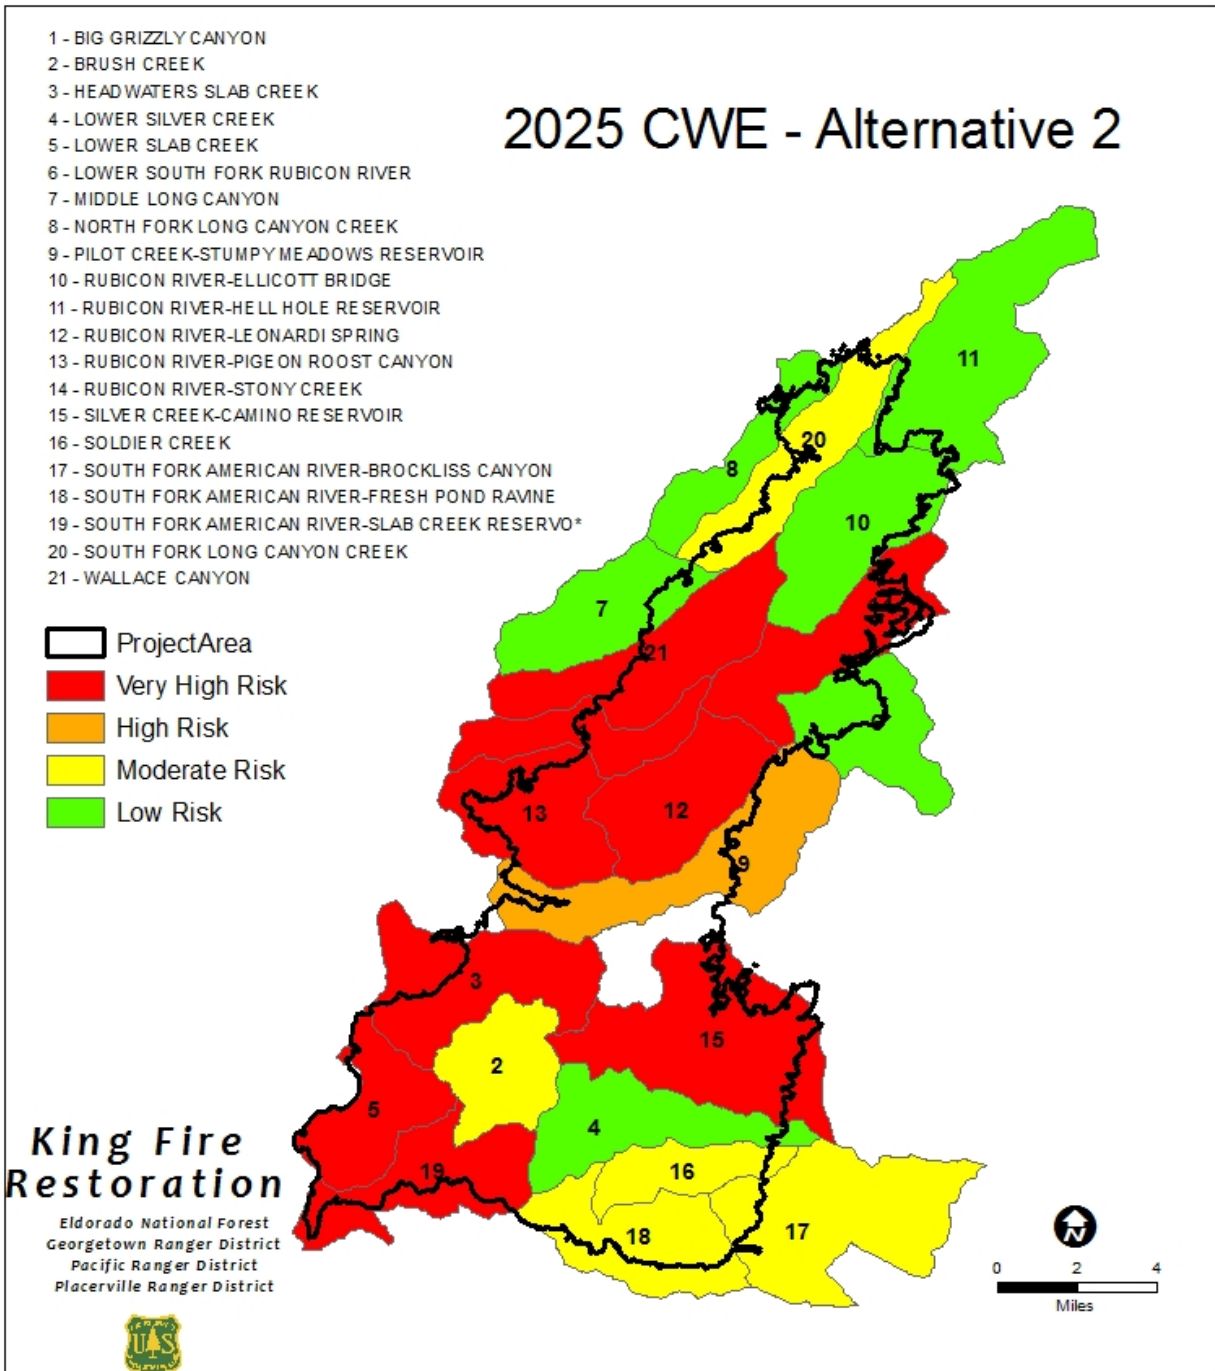 1 - BIG GRIZZLY CANYON
2 - BRUSH CREEK
3 - HEADWATERS SLAB CREEK
4 - LOWER SILVER CREEK
5 - LOWER SLAB CREEK
6 - LOWER SOUTH FORK RUBICON RIVER
7 - MIDDLE LONG CANYON
8 - NORTH FORK LONG CANYON CREEK
9 - PILOT CREEK-STUMPY MEADOWS RESERVOIR
10 - RUBICON RIVER-ELLICOTT BRIDGE
11 - RUBICON RIVER-HELL HOLE RESERVOIR
12 - RUBICON RIVER-LEONARDI SPRING
13 - RUBICON RIVER-PIGEON ROOST CANYON
14 - RUBICON RIVER-STONY CREEK
15 - SILVER CREEK-CAMINO RESERVOIR
16 - SOLDIER CREEK
17 - SOUTH FORK AMERICAN RIVER-BROCKLISS CANYON
18 - SOUTH FORK AMERICAN RIVER-FRESH POND RAVINE
19 - SOUTH FORK AMERICAN RIVER-SLAB CREEK RESERVO*
20 - SOUTH FORK LONG CANYON CREEK
21 - WALLACE CANYON
2025 CWE - Alternative 2
ProjectArea
Very High Risk
High Risk
Moderate Risk
Low Risk
11
20
8
10
7
21
13
12
9
3
15
2
5
4
19
16
18
17
King Fire
Restoration
Eldorado National Forest
Georgetown Ranger District
Pacific Ranger District
Placerville Ranger District
N
0 2 4
Miles
U S